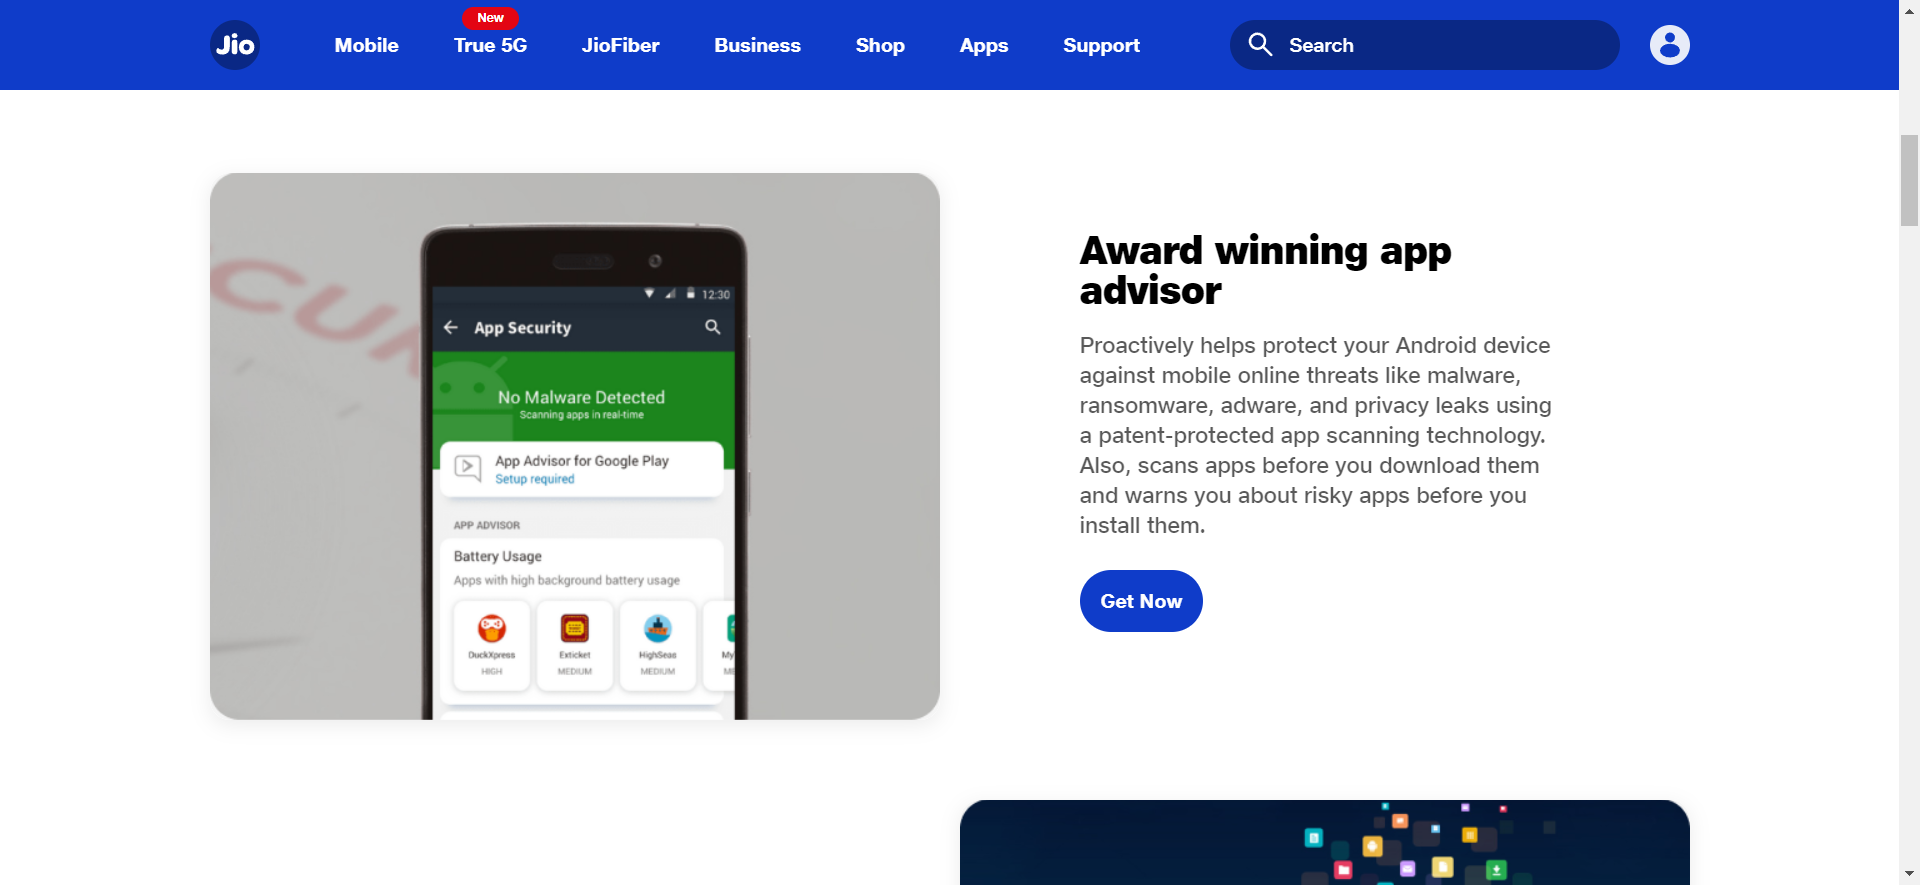 Jio
Mobile
New
True 5G
JioFiber
Business
Shop
Apps
Support
Search
12:30
App Security
No Malware Detected
Scanning apps in real-time
App Advisor for Google Play
Setup required
APP ADVISOR
Battery Usage
Apps with high background battery usage
DuckXpress
HIGH
Exticket
MEDIUM
HighSeas
MEDIUM
My
Award winning app
advisor
Proactively helps protect your Android device
against mobile online threats like malware,
ransomware, adware, and privacy leaks using
a patent-protected app scanning technology.
Also, scans apps before you download them
and warns you about risky apps before you
install them.
Get Now